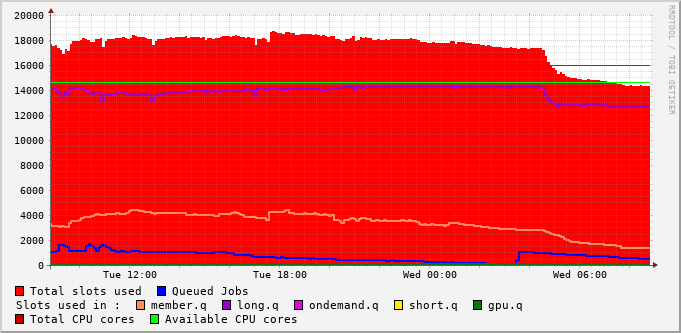 20000
18000
16000
14000
12000
10000
8000
6000
4000
2000
0
Tue 12:00 Tue 18:00 Wed 00:00 Wed 06:00
RRDTOOL / TOBI OETIKER
Total slots used Queued Jobs
Slots used in : member.q long.q ondemand.q short.q gpu.q
Total CPU cores Available CPU cores